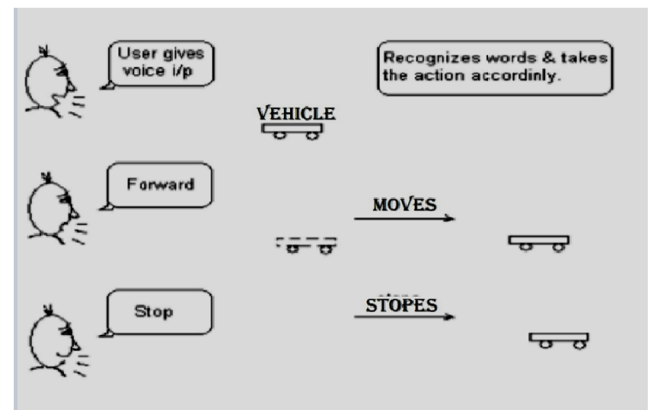 User gives
voice i/p
Recognizes words & takes
the action accordinly.
VEHICLE
Forward
MOVES
Stop
STOPES